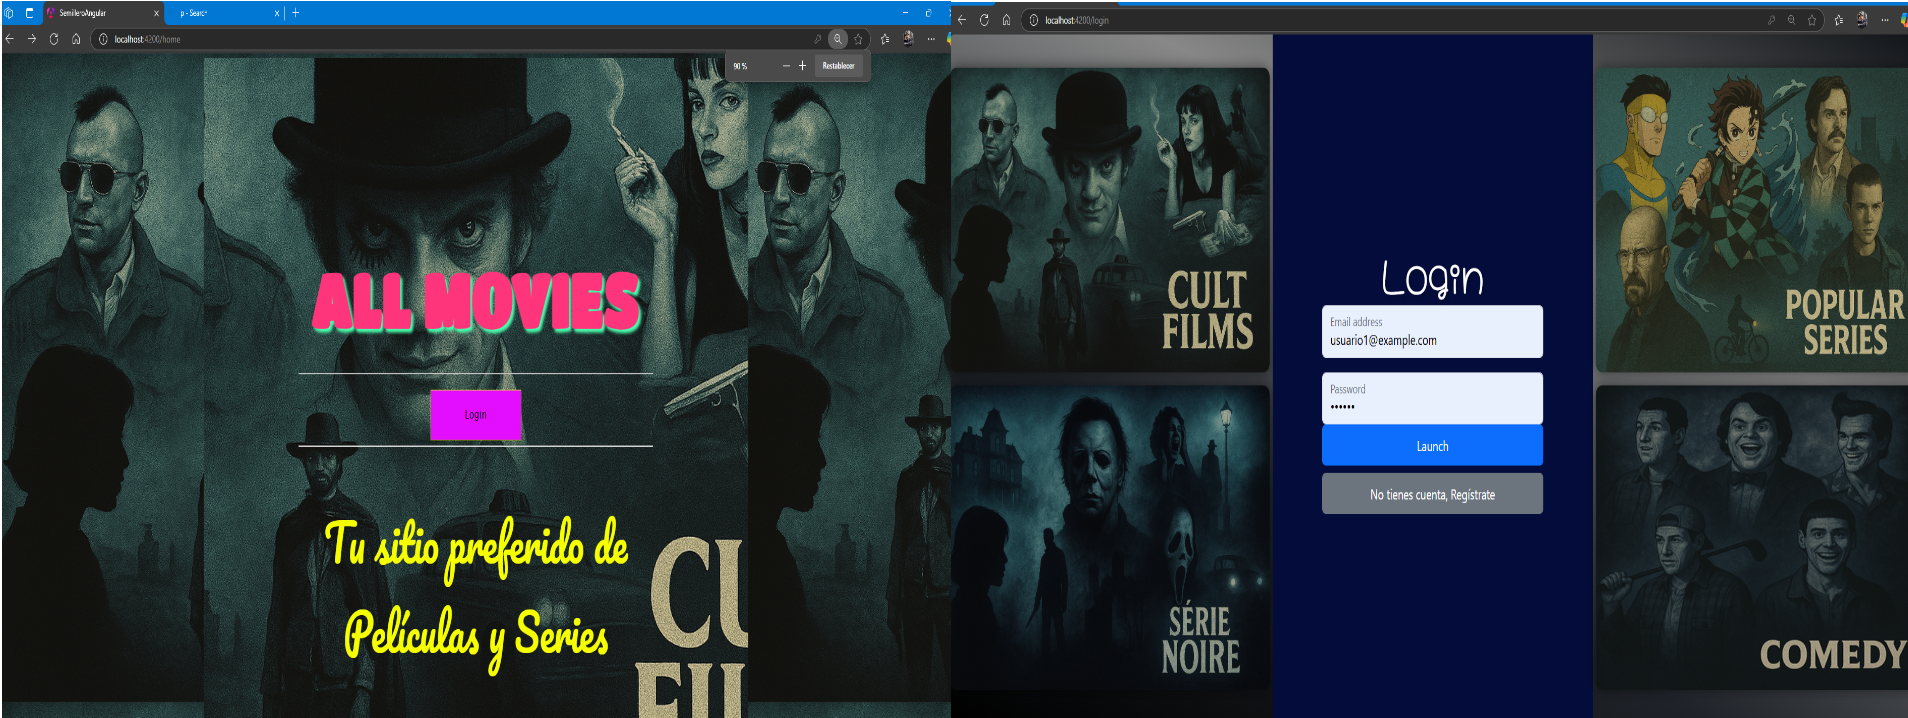 SemilleroAngular
p - Search
localhost:4200/home
90 %
Restablecer
ALL MOVIES
Login
Tu sitio preferido de
Películas y Series
CU
FIL
localhost:4200/login
CULT
FILMS
SÉRIE
NOIRE
Login
Email address
usuario1@example.com
Password
••••••
Launch
No tienes cuenta, Regístrate
POPULAR
SERIES
COMEDY